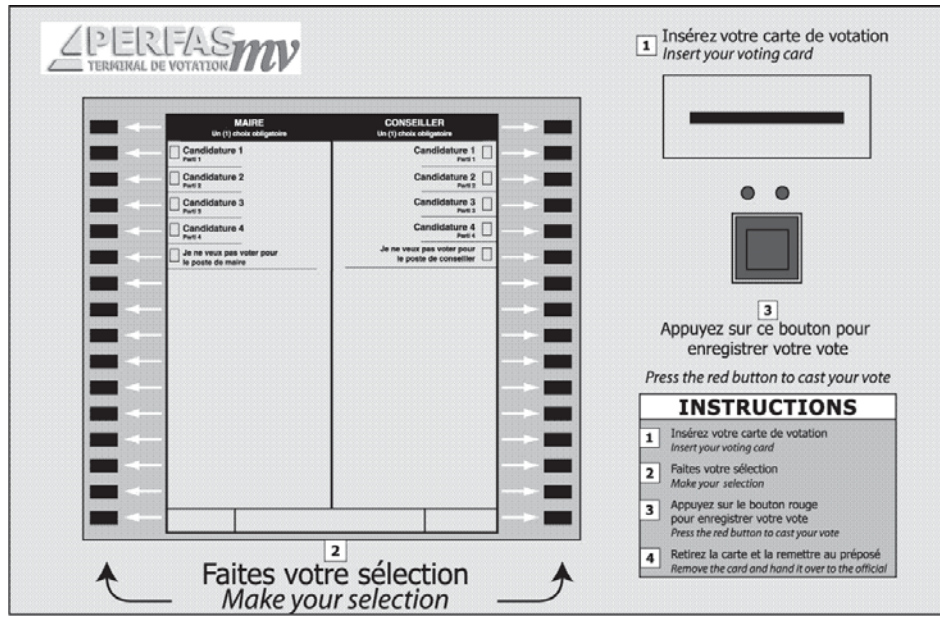 PERFAS mv
TERMINAL DE VOTATION
1 Insérez votre carte de votation
Insert your voting card
MAIRE
Un (1) choix obligatoire
Candidature 1
Parti 1
Candidature 2
Parti 2
Candidature 3
Parti 3
Candidature 4
Parti 4
Je ne veux pas voter pour
le poste de maire
CONSEILLER
Un (1) choix obligatoire
Candidature 1
Parti 1
Candidature 2
Parti 2
Candidature 3
Parti 3
Candidature 4
Parti 4
Je ne veux pas voter pour
le poste de conseiller
2
Faites votre sélection
Make your selection
3
Appuyez sur ce bouton pour
enregistrer votre vote
Press the red button to cast your vote
INSTRUCTIONS
1 Insérez votre carte de votation
Insert your voting card
2 Faites votre sélection
Make your selection
3 Appuyez sur le bouton rouge
pour enregistrer votre vote
Press the red button to cast your vote
4 Retirez la carte et la remettre au préposé
Remove the card and hand it over to the official